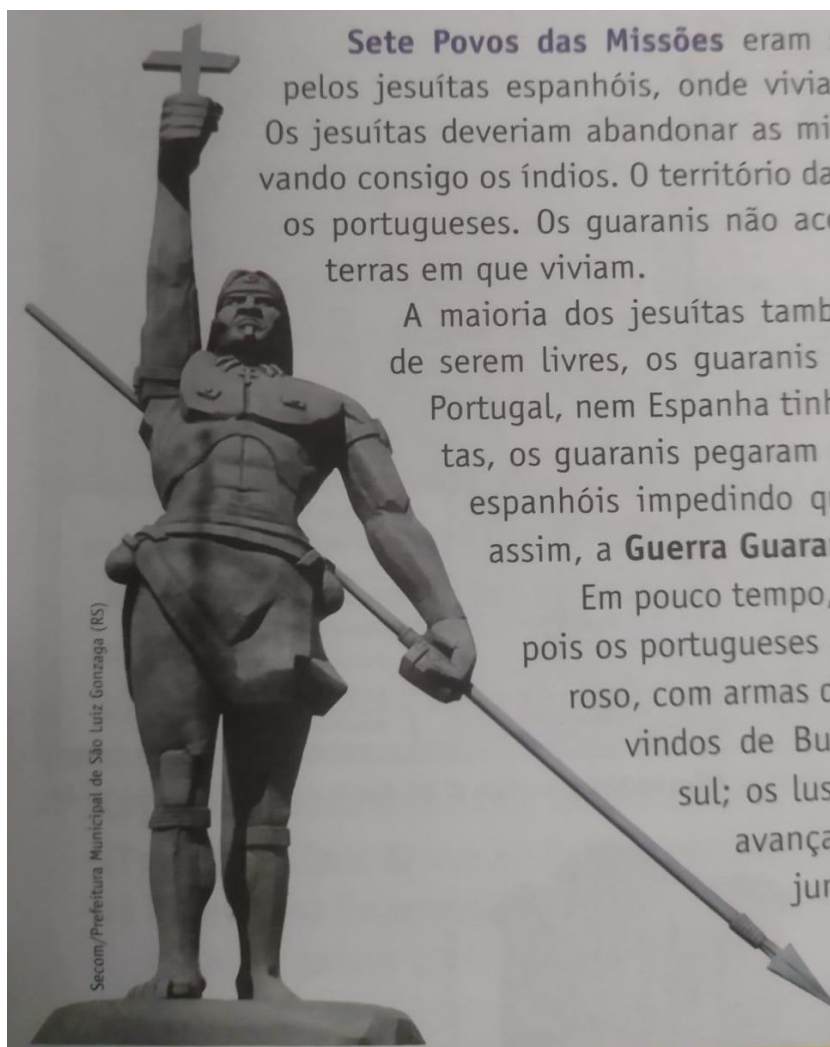 Sete Povos das Missões eram
pelos jesuítas espanhóis, onde vivia
Os jesuítas deveriam abandonar as mi
vando consigo os índios. O território da
os portugueses. Os guaranis não ace
terras em que viviam.
A maioria dos jesuítas tamb
de serem livres, os guaranis
Portugal, nem Espanha tinh
tas, os guaranis pegaram
espanhóis impedindo qu
assim, a Guerra Guara
Em pouco tempo,
pois os portugueses
roso, com armas d
vindos de Bu
sul; os lus
avança
jun
Secom/Prefeitura Municipal de São Luiz Gonzaga (RS)